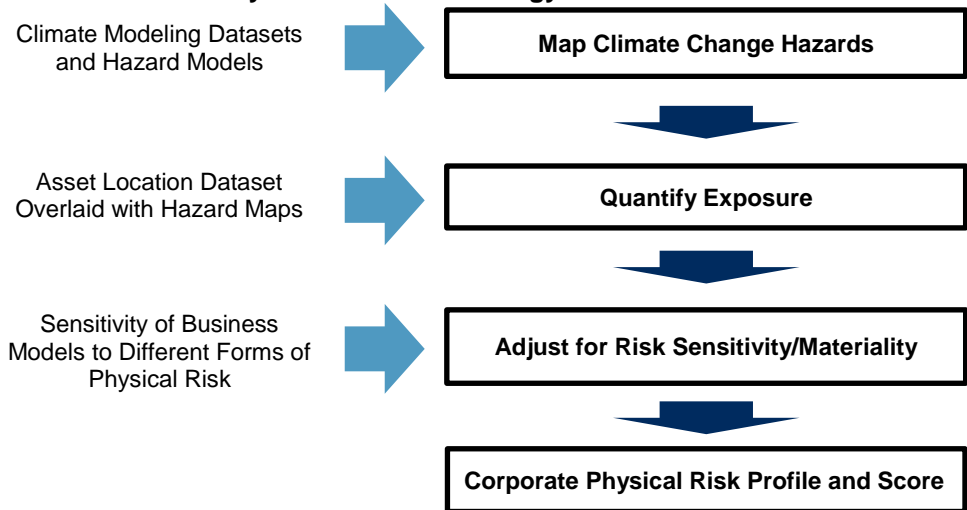 Climate Modeling Datasets
and Hazard Models
Map Climate Change Hazards
Asset Location Dataset
Overlaid with Hazard Maps
Quantify Exposure
Sensitivity of Business
Models to Different Forms of
Physical Risk
Adjust for Risk Sensitivity/Materiality
Corporate Physical Risk Profile and Score